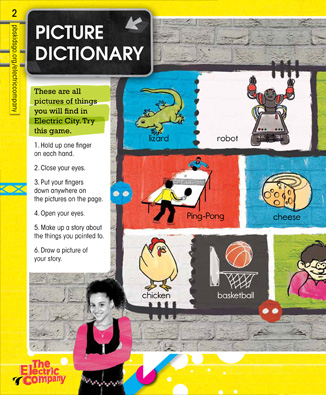 2
pbskidsgo.org/electriccompany
PICTURE
DICTIONARY
These are all
pictures of things
you will find in
Electric City. Try
this game.
1. Hold up one finger
on each hand.
2. Close your eyes.
3. Put your fingers
down anywhere on
the pictures on the page.
4. Open your eyes.
5. Make up a story about
the things you pointed to.
6. Draw a picture of
your story.
lizard
robot
Ping-Pong
cheese
chicken
basketball
The
Electric
Company